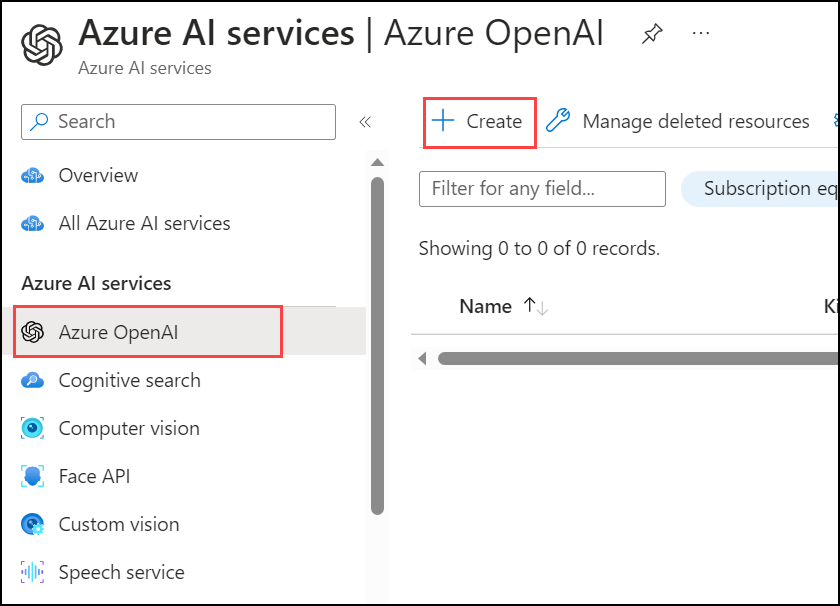 Azure AI services | Azure OpenAI
Azure AI services
Search
Overview
All Azure AI services
Azure AI services
Azure OpenAI
Cognitive search
Computer vision
Face API
Custom vision
Speech service
Create
Manage deleted resources
Filter for any field...
Subscription eq
Showing 0 to 0 of 0 records.
Name
Ki